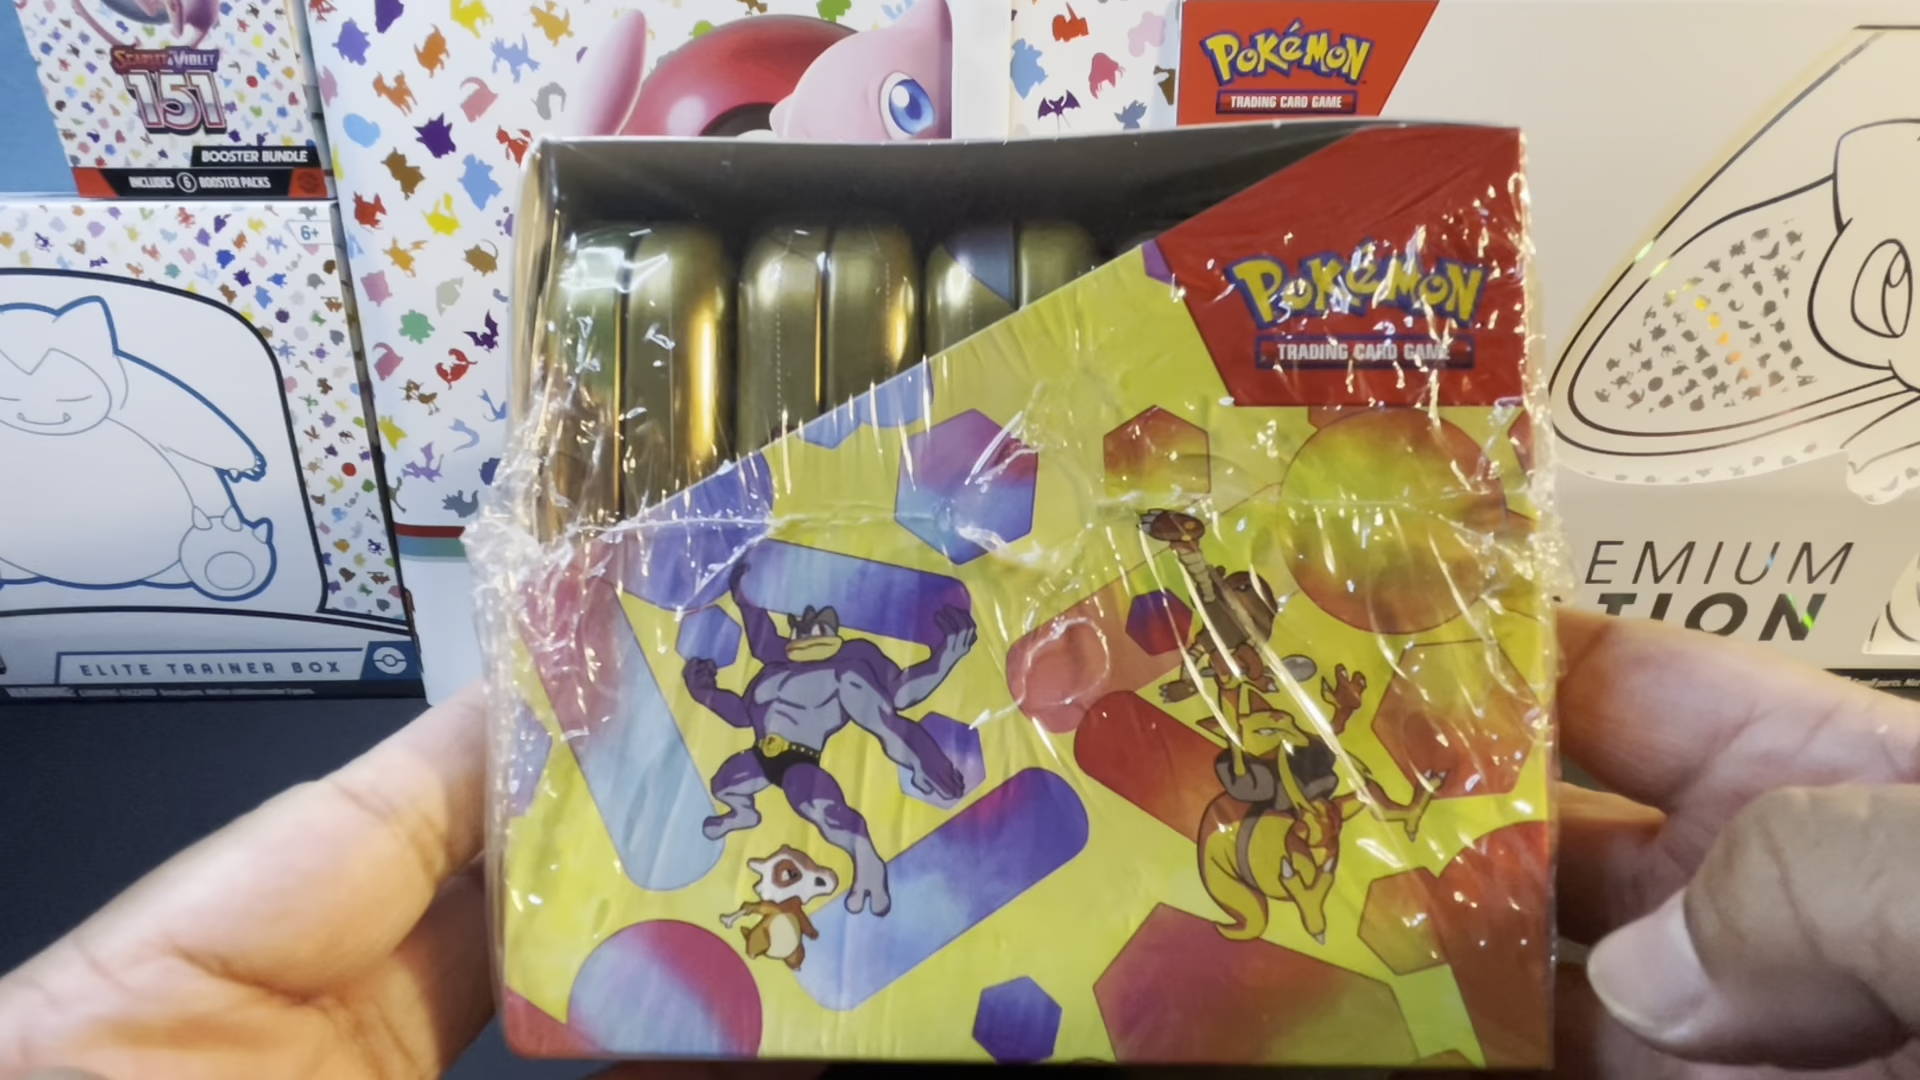 SCARLET & VIOLET
151
BOOSTER BUNDLE
INCLUDES 6 BOOSTER PACKS
6+
ELITE TRAINER BOX
WARNING:
POKéMON
TRADING CARD GAME
POKéMON
TRADING CARD GAME
EMIUM
TION